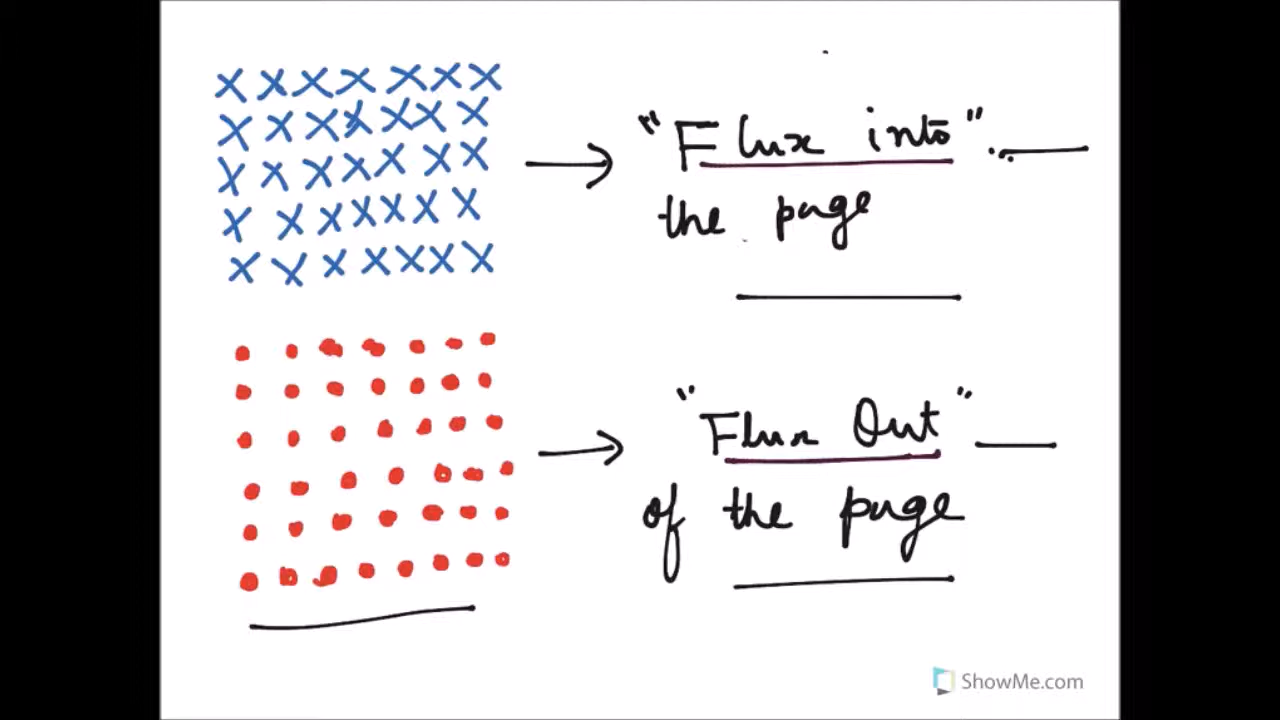 "Flux into"
the page
"Flux Out"
of the page
ShowMe.com